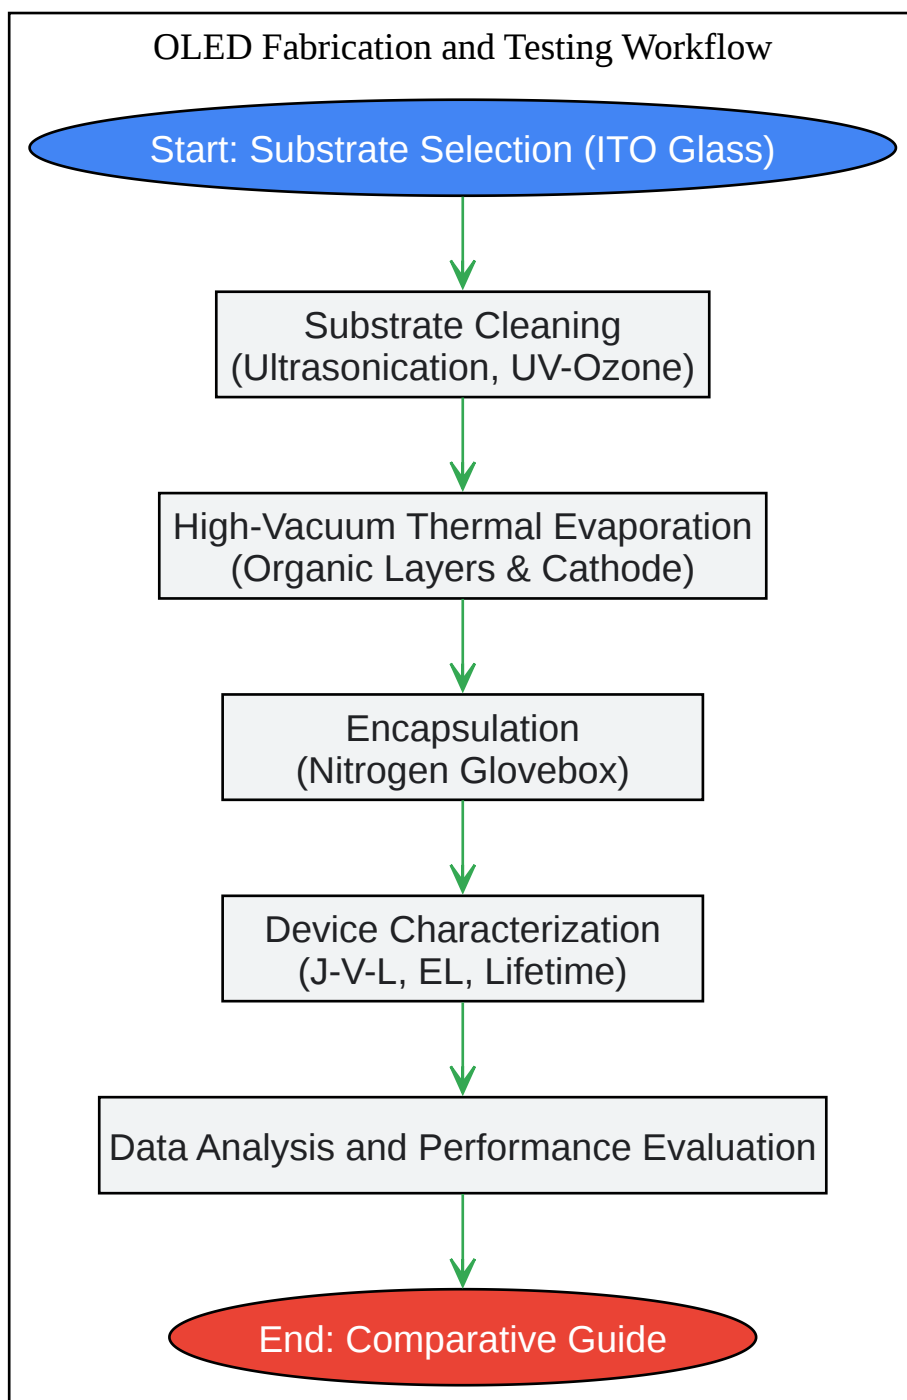 OLED Fabrication and Testing Workflow
Start: Substrate Selection (ITO Glass)
Substrate Cleaning
(Ultrasonication, UV-Ozone)
High-Vacuum Thermal Evaporation
(Organic Layers & Cathode)
Encapsulation
(Nitrogen Glovebox)
Device Characterization
(J-V-L, EL, Lifetime)
Data Analysis and Performance Evaluation
End: Comparative Guide